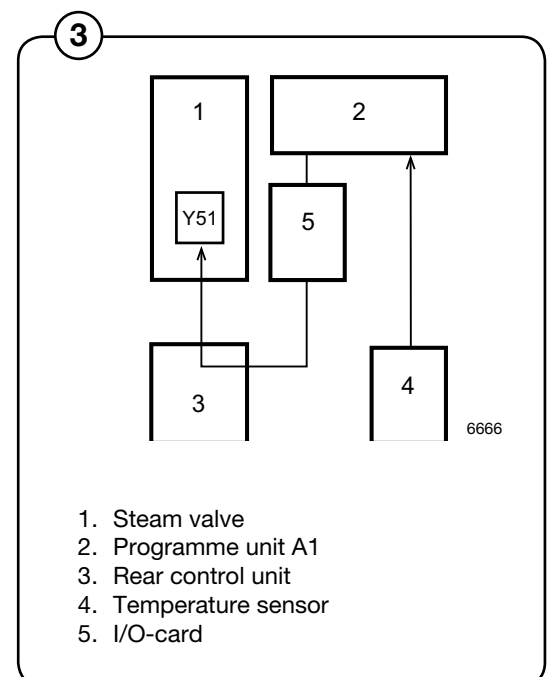 3
1
2
Y51
5
3
4
6666
1. Steam valve
2. Programme unit A1
3. Rear control unit
4. Temperature sensor
5. I/O-card